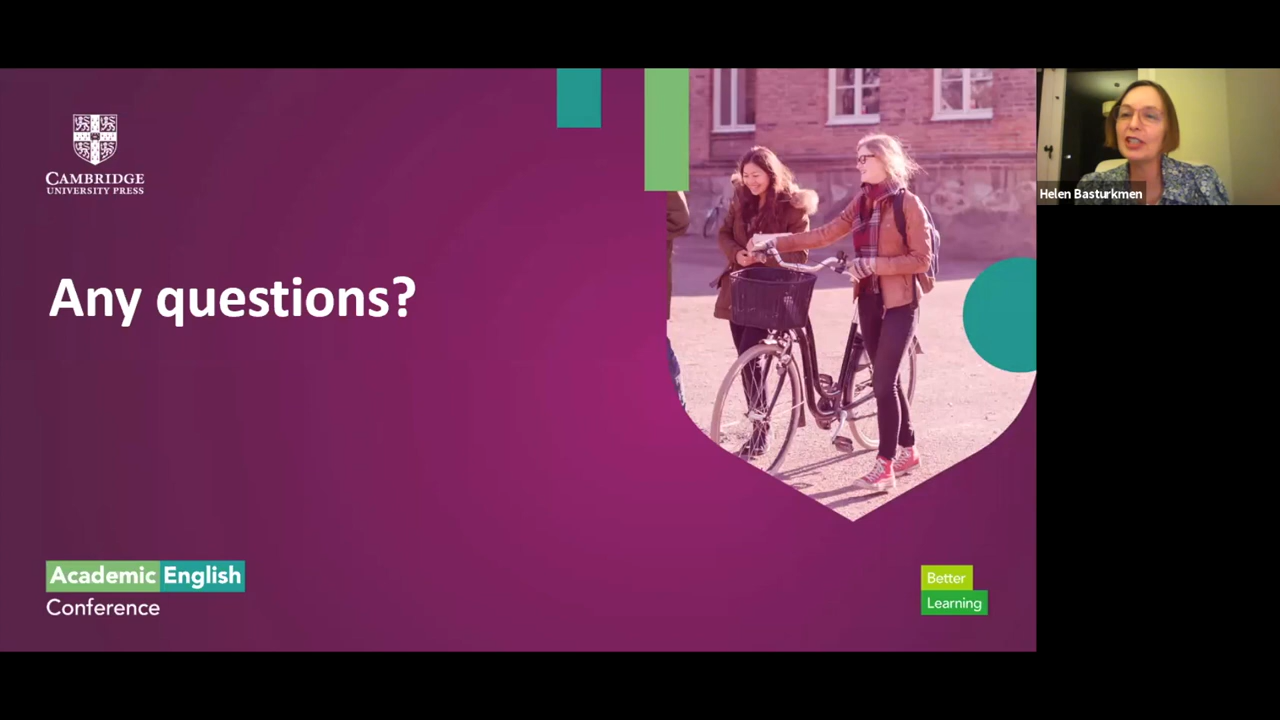 CAMBRIDGE
UNIVERSITY PRESS
Any questions?
Academic English
Conference
Better
Learning
Helen Basturkmen